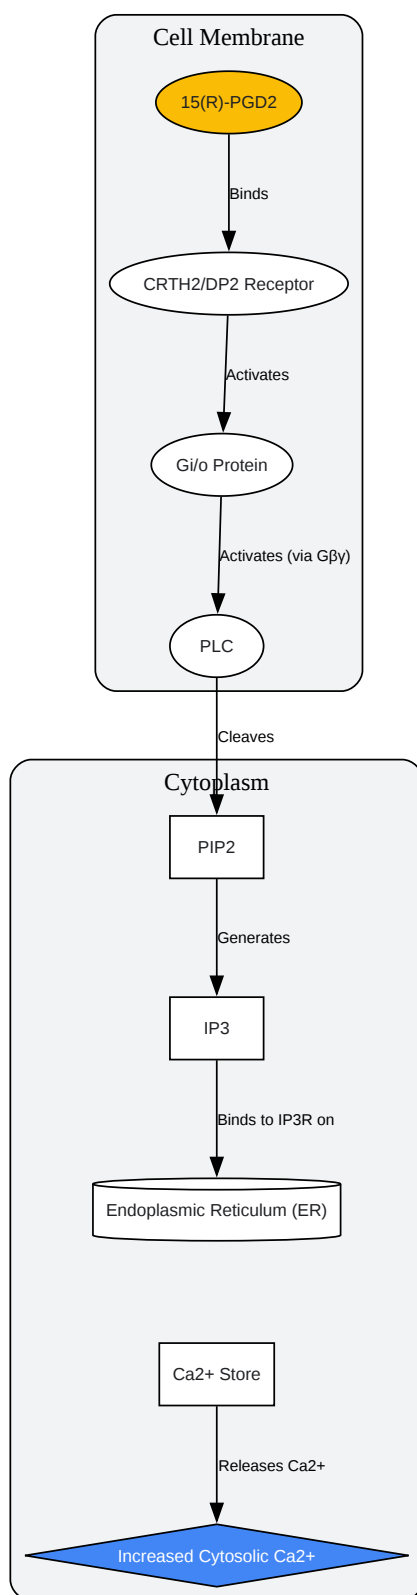 Cell Membrane
15(R)-PGD2
Binds
CRTH2/DP2 Receptor
Activates
Gi/o Protein
Activates (via Gβγ)
PLC
Cleaves
Cytoplasm
PIP2
Generates
IP3
Binds to IP3R on
Endoplasmic Reticulum (ER)
Ca2+ Store
Releases Ca2+
Increased Cytosolic Ca2+